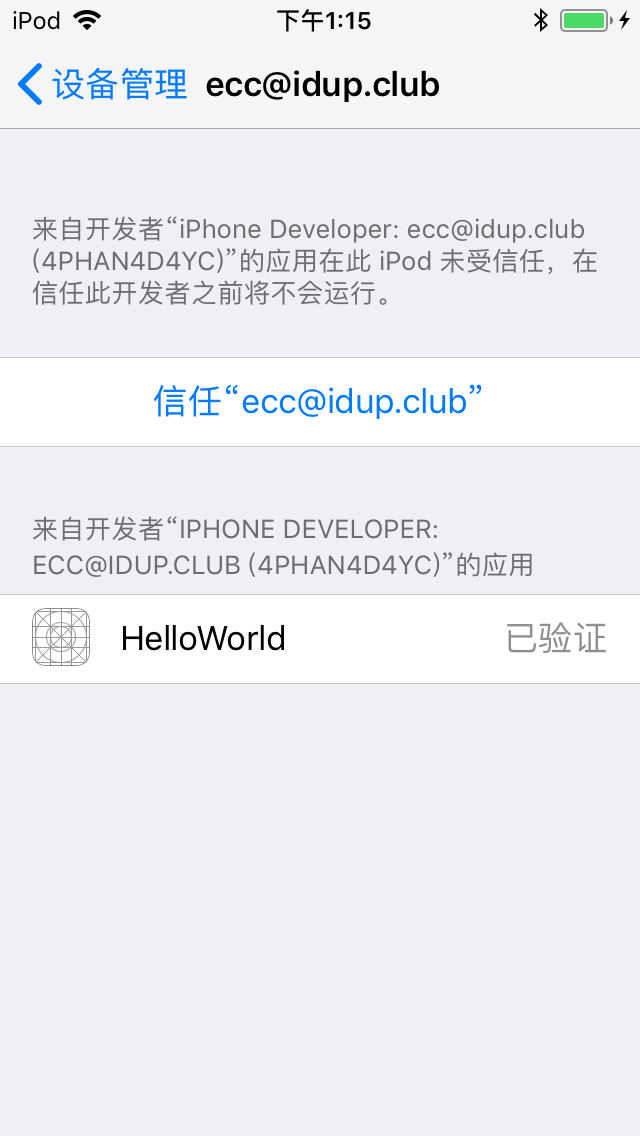 iPod 下午1:15
设备管理 ecc@idup.club
来自开发者“iPhone Developer: ecc@idup.club
(4PHAN4D4YC)”的应用在此 iPod 未受信任，在
信任此开发者之前将不会运行。
信任“ecc@idup.club”
来自开发者“IPHONE DEVELOPER:
ECC@IDUP.CLUB (4PHAN4D4YC)”的应用
HelloWorld 已验证